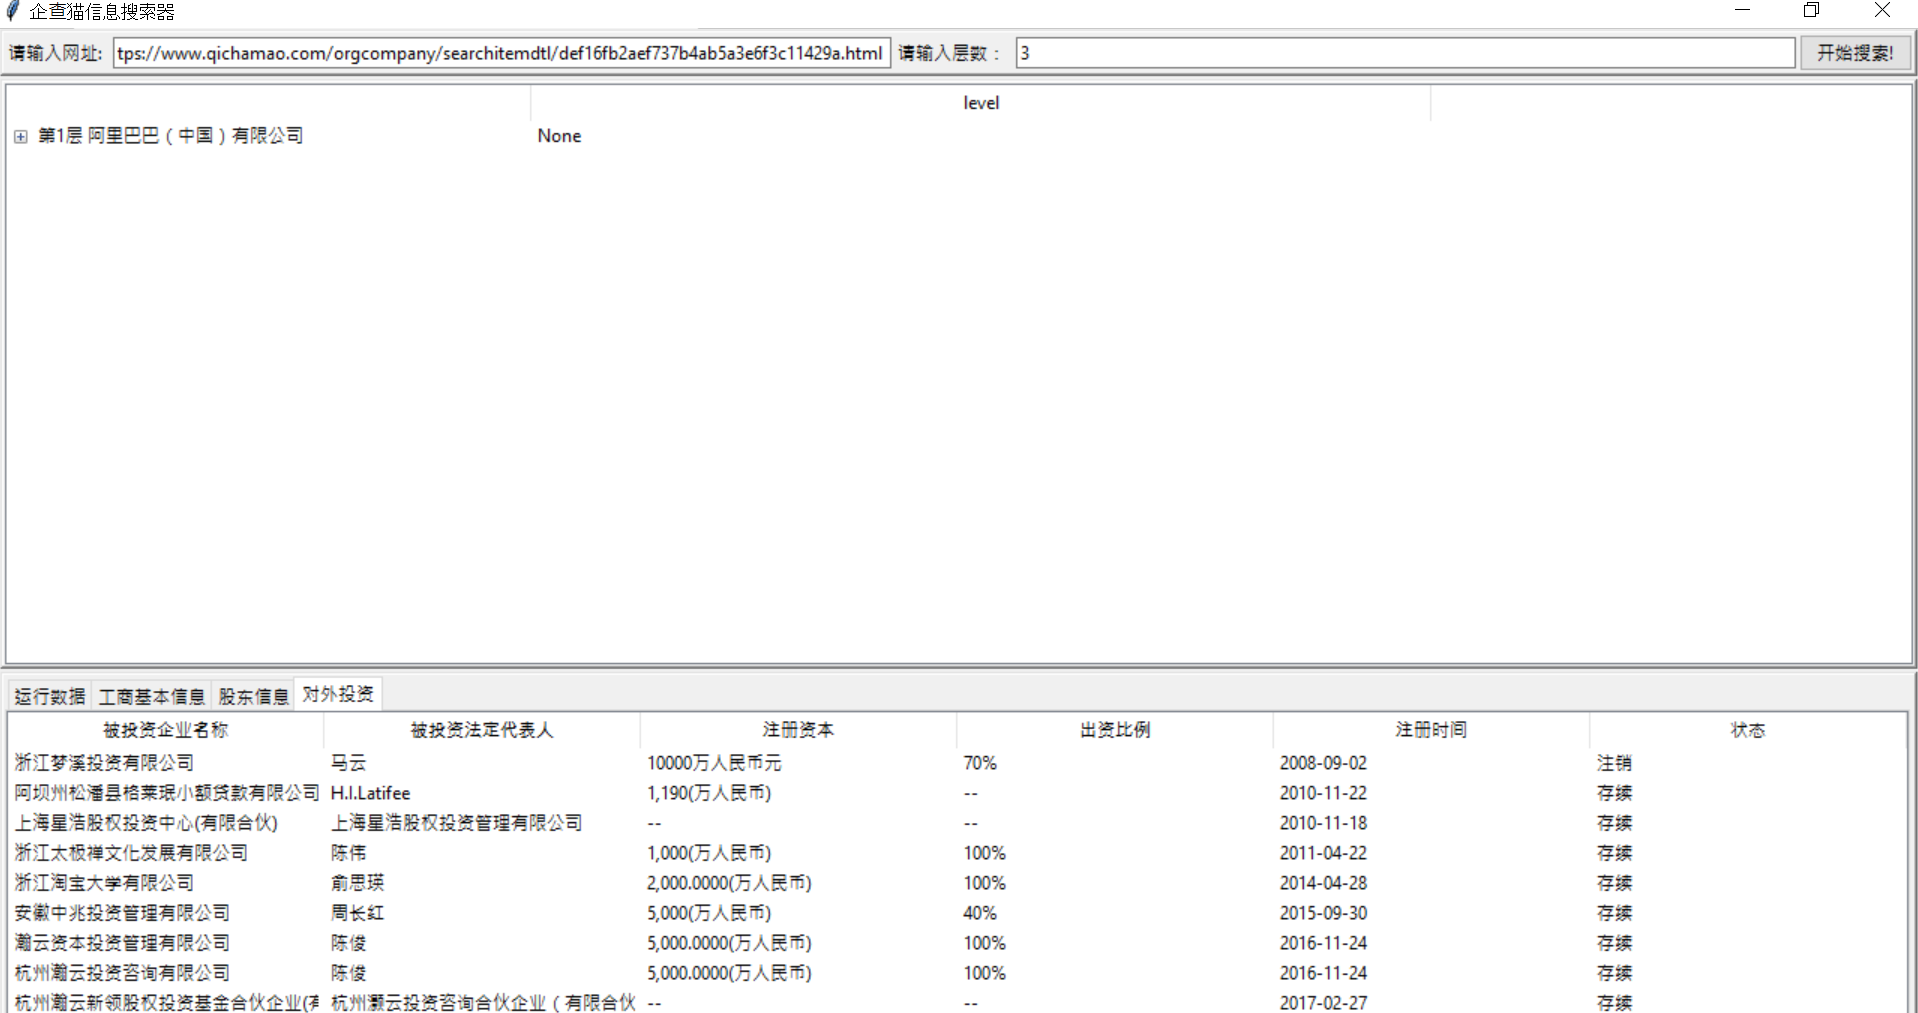 企查猫信息搜索器
请输入网址: tps://www.qichamao.com/orgcompany/searchitemdtl/def16fb2aef737b4ab5a3e6f3c11429a.html 请输入层数： 3 开始搜索!
level
第1层 阿里巴巴（中国）有限公司 None
运行数据 工商基本信息 股东信息 对外投资
被投资企业名称 被投资法定代表人 注册资本 出资比例 注册时间 状态
浙江梦溪投资有限公司 马云 10000万人民币元 70% 2008-09-02 注销
阿坝州松潘县格莱珉小额贷款有限公司 H.I.Latifee 1,190(万人民币) -- 2010-11-22 存续
上海星浩股权投资中心(有限合伙) 上海星浩股权投资管理有限公司 -- -- 2010-11-18 存续
浙江太极禅文化发展有限公司 陈伟 1,000(万人民币) 100% 2011-04-22 存续
浙江淘宝大学有限公司 俞思瑛 2,000.0000(万人民币) 100% 2014-04-28 存续
安徽中兆投资管理有限公司 周长红 5,000(万人民币) 40% 2015-09-30 存续
瀚云资本投资管理有限公司 陈俊 5,000.0000(万人民币) 100% 2016-11-24 存续
杭州瀚云投资咨询有限公司 陈俊 5,000.0000(万人民币) 100% 2016-11-24 存续
杭州瀚云新领股权投资基金合伙企业(有 杭州灏云投资咨询合伙企业（有限合伙 -- -- 2017-02-27 存续